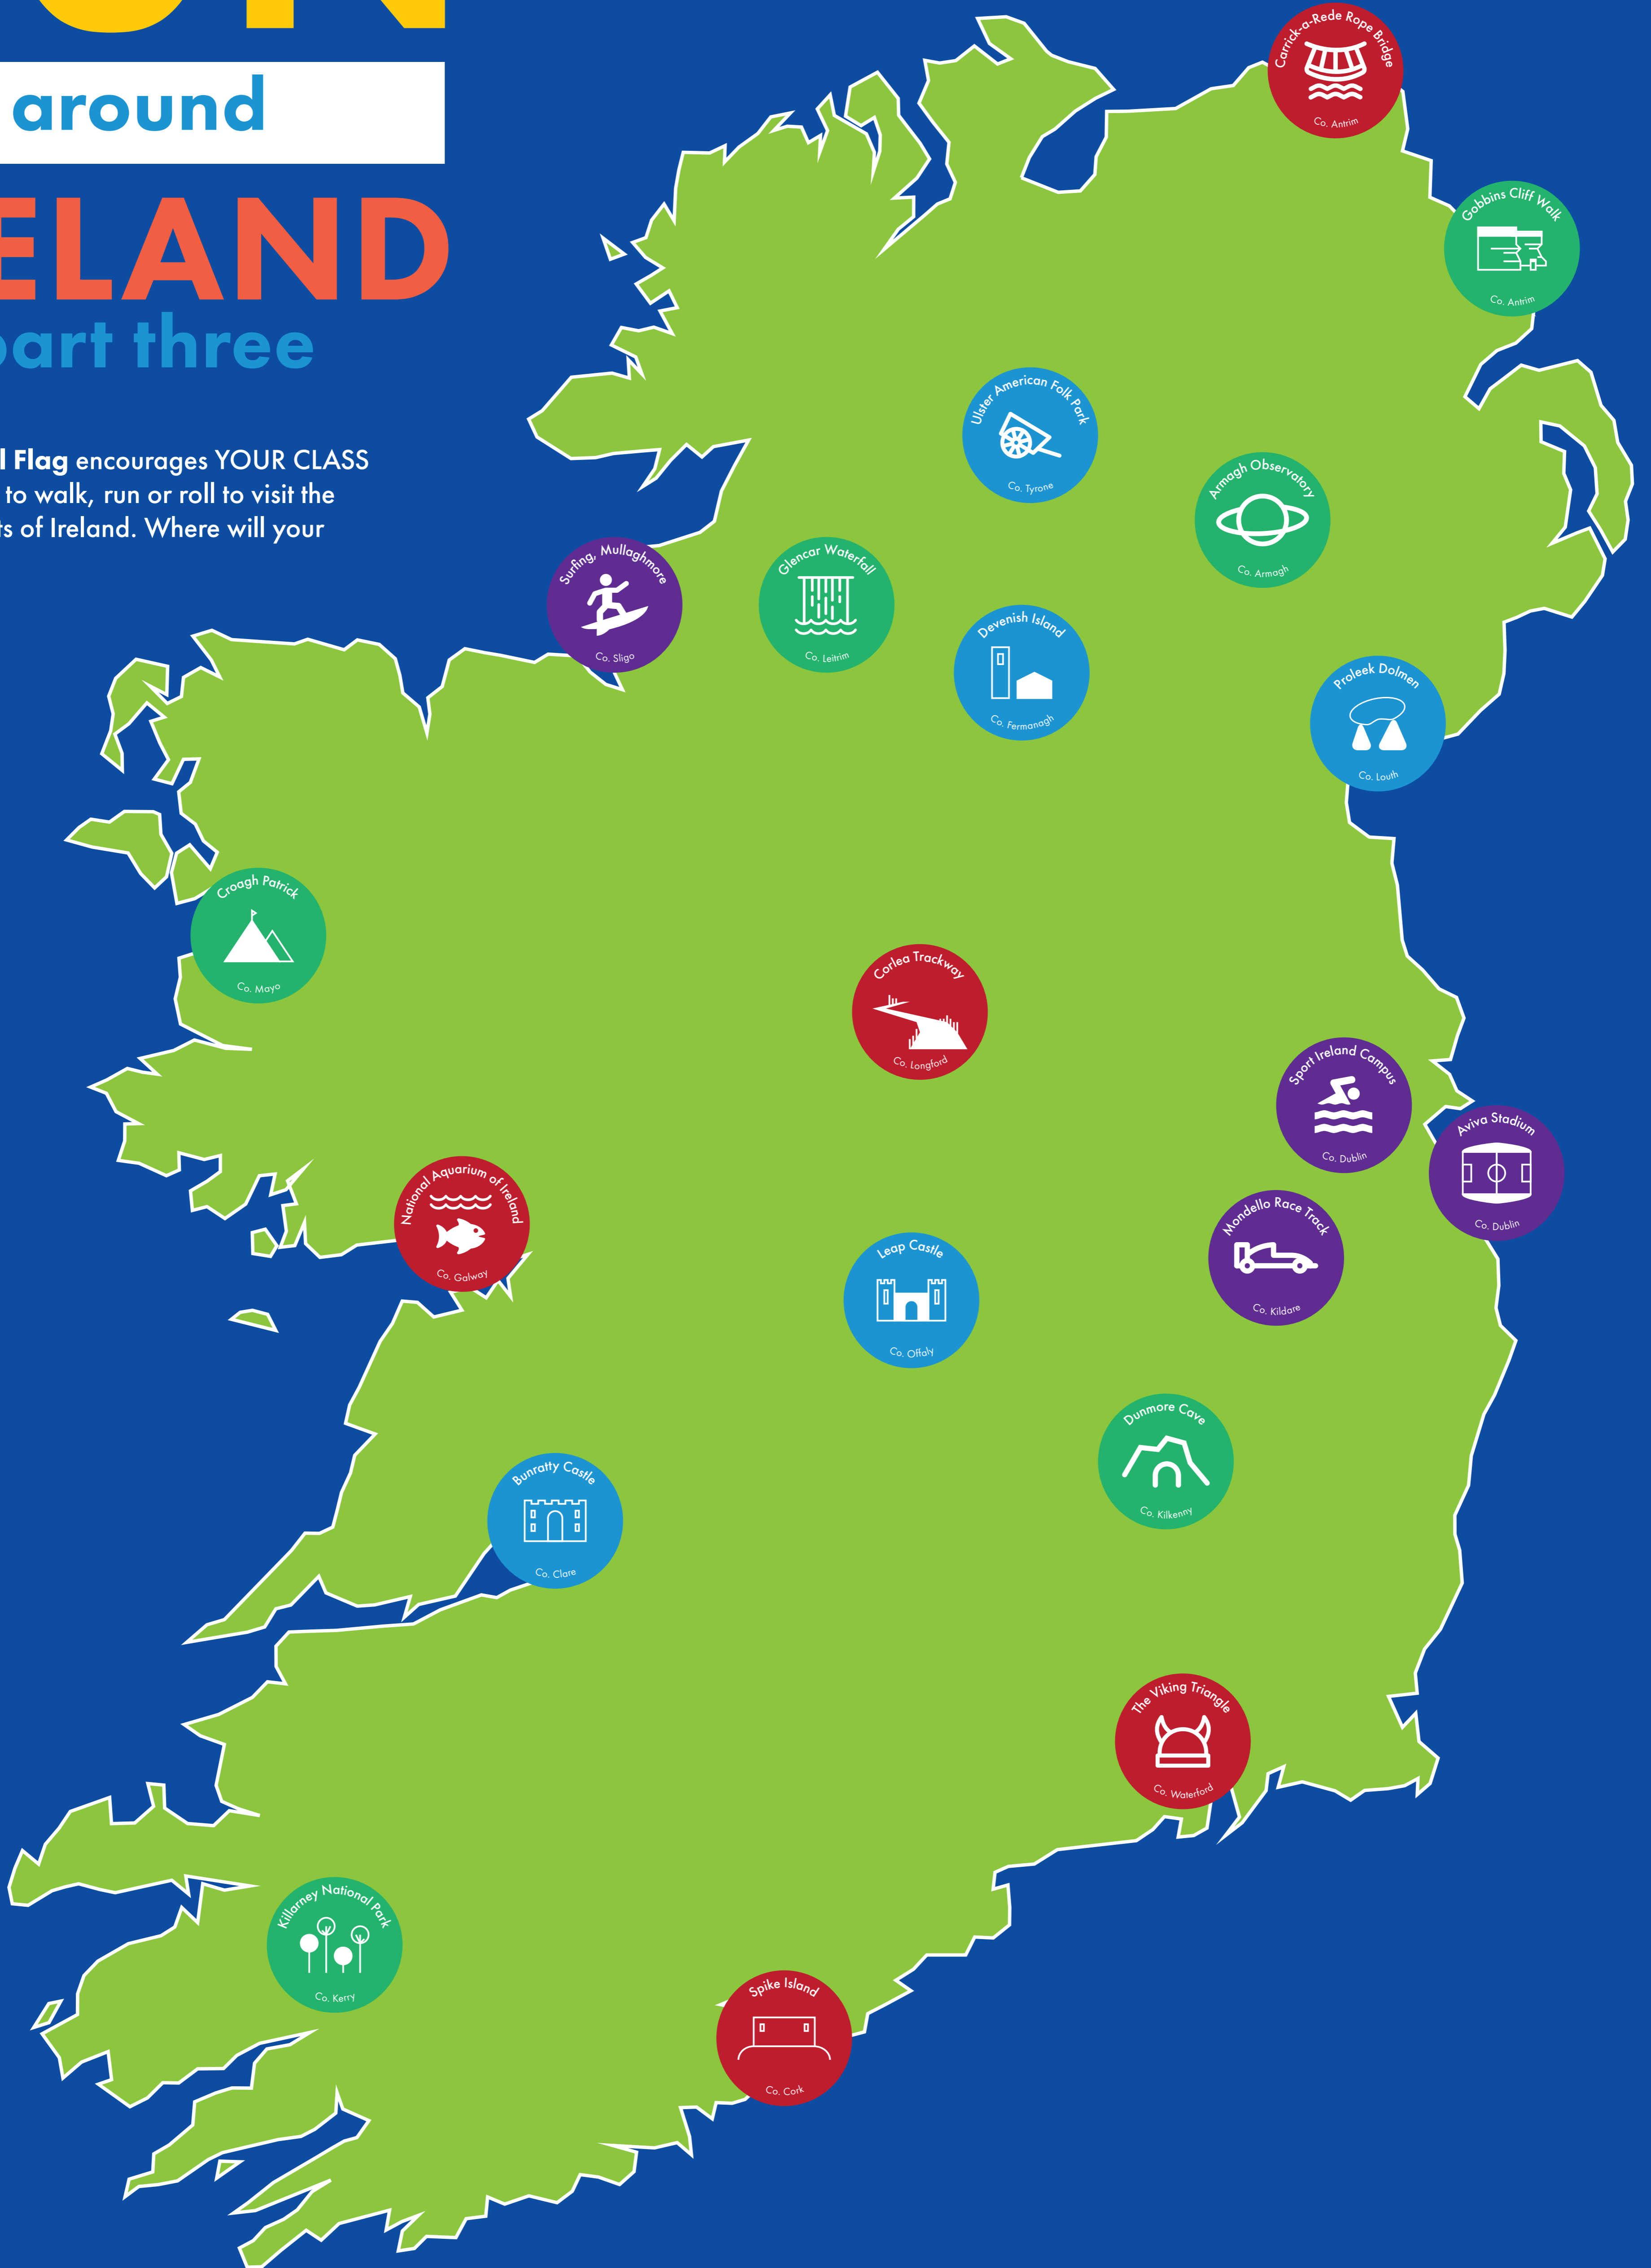 around
ELAND
part three
l Flag encourages YOUR CLASS
to walk, run or roll to visit the
ts of Ireland. Where will your
Carrick-a-Rede Rope Bridge
Co. Antrim
Gobbins Cliff Walk
Co. Antrim
Ulster American Folk Park
Co. Tyrone
Armagh Observatory
Co. Armagh
Surfing, Mullaghmore
Co. Sligo
Glencar Waterfall
Co. Leitrim
Devenish Island
Co. Fermanagh
Proleek Dolmen
Co. Louth
Croagh Patrick
Co. Mayo
Corlea Trackway
Co. Longford
Sport Ireland Campus
Co. Dublin
Aviva Stadium
Co. Dublin
National Aquarium of Ireland
Co. Galway
Mondello Race Track
Co. Kildare
Leap Castle
Co. Offaly
Dunmore Cave
Co. Kilkenny
Bunratty Castle
Co. Clare
The Viking Triangle
Co. Waterford
Killarney National Park
Co. Kerry
Spike Island
Co. Cork